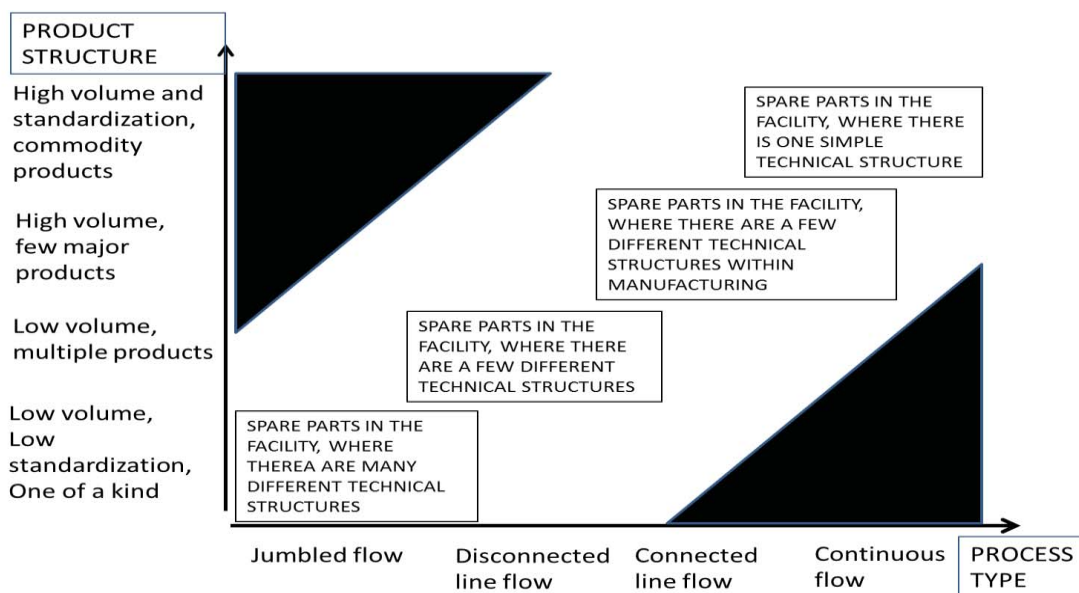 PRODUCT
STRUCTURE
High volume and
standardization,
commodity
products
High volume,
few major
products
Low volume,
multiple products
Low volume,
Low
standardization,
One of a kind
SPARE PARTS IN THE
FACILITY, WHERE THERE
IS ONE SIMPLE
TECHNICAL STRUCTURE
SPARE PARTS IN THE FACILITY,
WHERE THERE ARE A FEW
DIFFERENT TECHNICAL
STRUCTURES WITHIN
MANUFACTURING
SPARE PARTS IN THE
FACILITY, WHERE THERE
ARE A FEW DIFFERENT
TECHNICAL STRUCTURES
SPARE PARTS IN THE
FACILITY, WHERE
THEREA ARE MANY
DIFFERENT TECHNICAL
STRUCTURES
Jumbled flow
Disconnected
line flow
Connected
line flow
Continuous
flow
PROCESS
TYPE